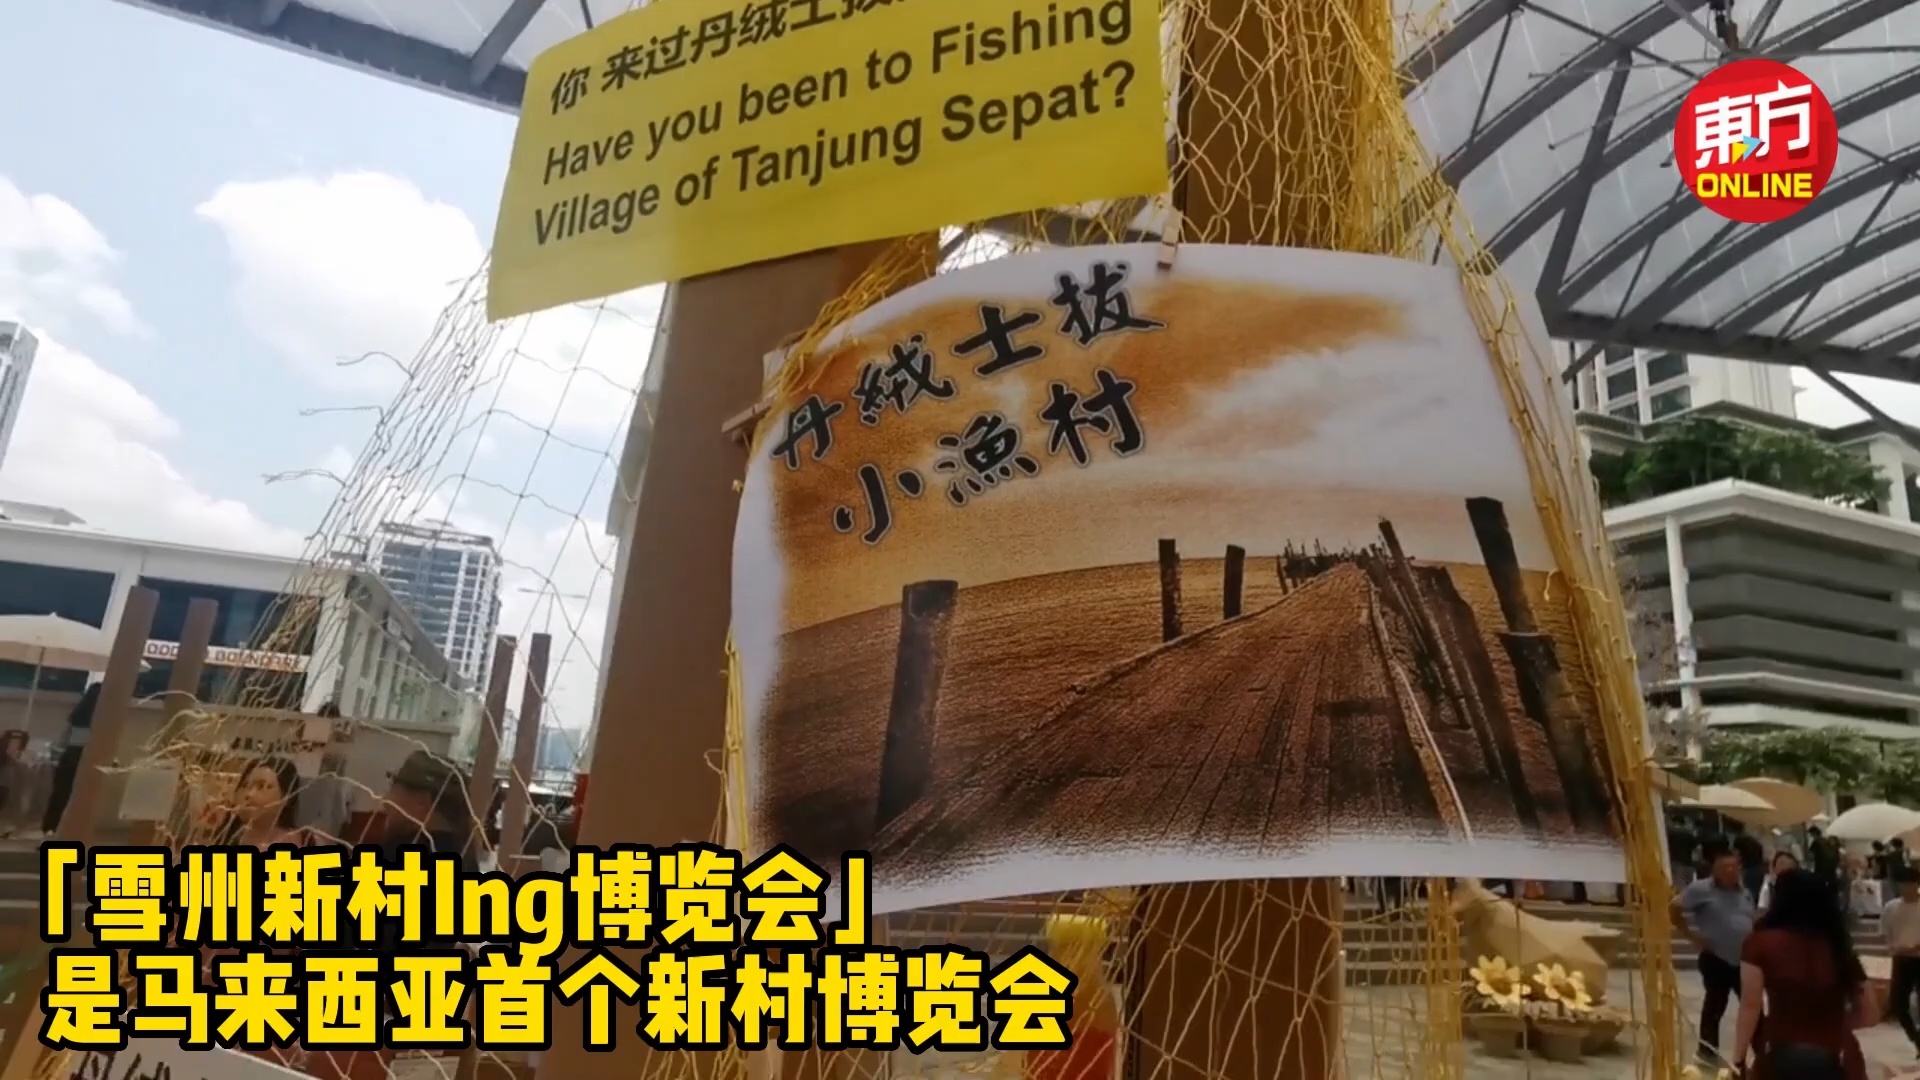 你 来过丹绒士拔
Have you been to Fishing
Village of Tanjung Sepat?
東方
ONLINE
丹絨士拔
小漁村
「雪州新村Ing博览会」
是马来西亚首个新村博览会